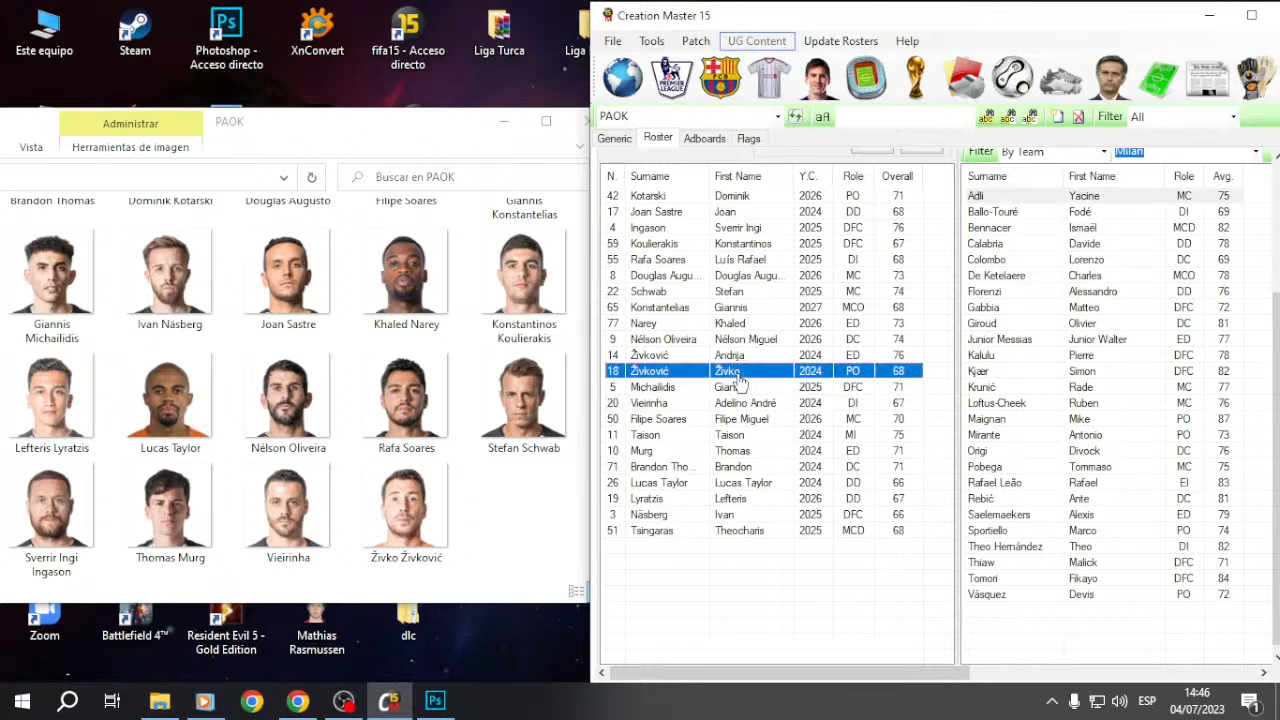 Este equipo
Steam
Photoshop -
Acceso directo
XnConvert
fifa15 - Acceso
directo
Liga Turca
Liga
Administrar
PAOK
Vista
Herramientas de imagen
Buscar en PAOK
Brandon Thomas
Dominik Kotarski
Douglas Augusto
Filipe Soares
Giannis
Konstantelias
Giannis
Michailidis
Ivan Näsberg
Joan Sastre
Khaled Narey
Konstantinos
Koulierakis
Lefteris Lyratzis
Lucas Taylor
Nélson Oliveira
Rafa Soares
Stefan Schwab
Sverrir Ingi
Ingason
Thomas Murg
Vieirinha
Živko Živković
Zoom
Battlefield 4™
Resident Evil 5 -
Gold Edition
Mathias
Rasmussen
dlc
Creation Master 15
File Tools Patch UG Content Update Rosters Help
PAOK
aA
Filter All
Generic Roster Adboards Flags
Filter By Team Milan
N. Surname First Name Y.C. Role Overall
42 Kotarski Dominik 2026 PO 71
17 Joan Sastre Joan 2024 DD 68
4 Ingason Sverrir Ingi 2025 DFC 76
59 Koulierakis Konstantinos 2025 DFC 67
55 Rafa Soares Luís Rafael 2025 DI 68
8 Douglas Augu... Douglas Augu... 2026 MC 73
22 Schwab Stefan 2025 MC 74
65 Konstantelias Giannis 2027 MCO 68
77 Narey Khaled 2026 ED 73
9 Nélson Oliveira Nélson Miguel 2026 DC 74
14 Živković Andrija 2024 ED 76
18 Živković Živko 2024 PO 68
5 Michailidis Gian 2025 DFC 71
20 Vieirinha Adelino André 2024 DI 67
50 Filipe Soares Filipe Miguel 2026 MC 70
11 Taison Taison 2024 MI 75
10 Murg Thomas 2024 ED 71
71 Brandon Tho... Brandon 2024 DC 71
26 Lucas Taylor Lucas Taylor 2024 DD 66
19 Lyratzis Lefteris 2026 DD 67
3 Näsberg Ivan 2025 DFC 66
51 Tsingaras Theocharis 2025 MCD 68
Surname First Name Role Avg.
Adli Yacine MC 75
Ballo-Touré Fodé DI 69
Bennacer Ismaël MCD 82
Calabria Davide DD 78
Colombo Lorenzo DC 69
De Ketelaere Charles MCO 78
Florenzi Alessandro DD 76
Gabbia Matteo DFC 72
Giroud Olivier DC 81
Junior Messias Junior Walter ED 77
Kalulu Pierre DFC 78
Kjær Simon DFC 82
Krunić Rade MC 77
Loftus-Cheek Ruben MC 76
Maignan Mike PO 87
Mirante Antonio PO 73
Origi Divock DC 76
Pobega Tommaso MC 75
Rafael Leão Rafael EI 83
Rebić Ante DC 81
Saelemaekers Alexis ED 79
Sportiello Marco PO 74
Theo Hernández Theo DI 82
Thiaw Malick DFC 71
Tomori Fikayo DFC 84
Vásquez Devis PO 72
ESP
14:46
04/07/2023